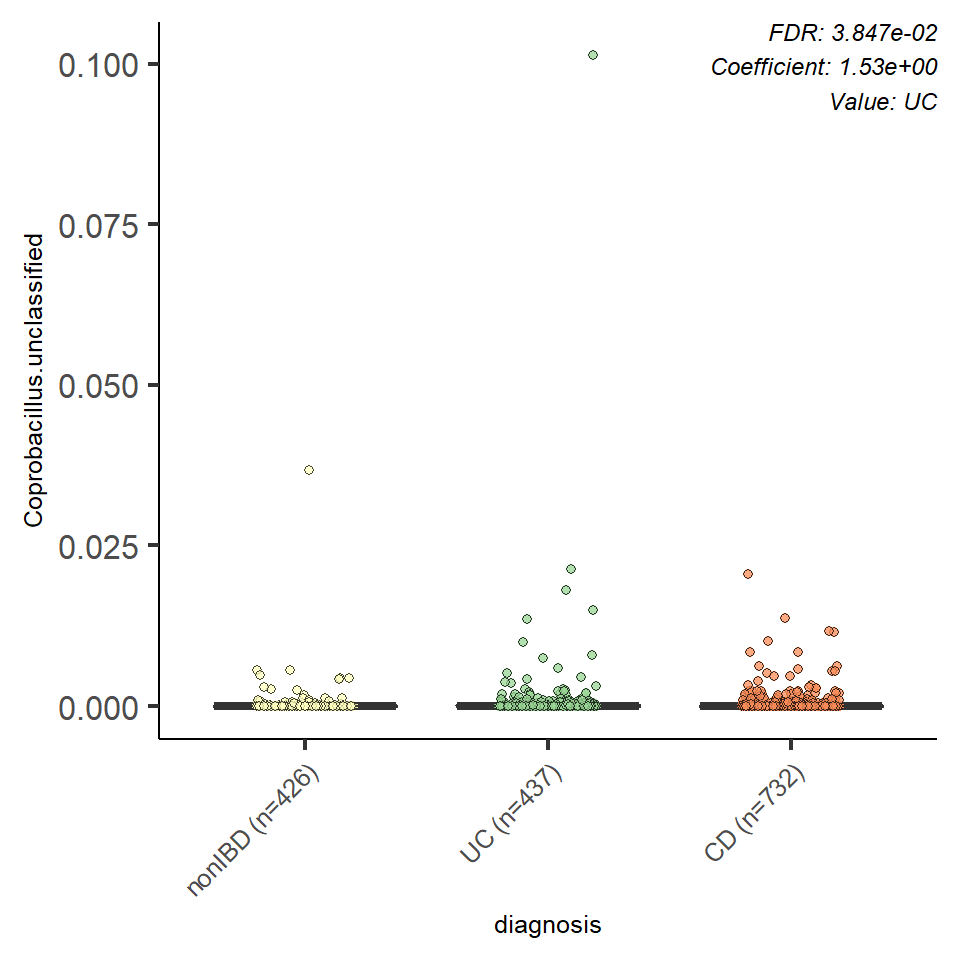 FDR: 3.847e-02
Coefficient: 1.53e+00
Value: UC
Coprobacillus.unclassified
0.100
0.075
0.050
0.025
0.000
nonIBD (n=426)
UC (n=437)
CD (n=732)
diagnosis